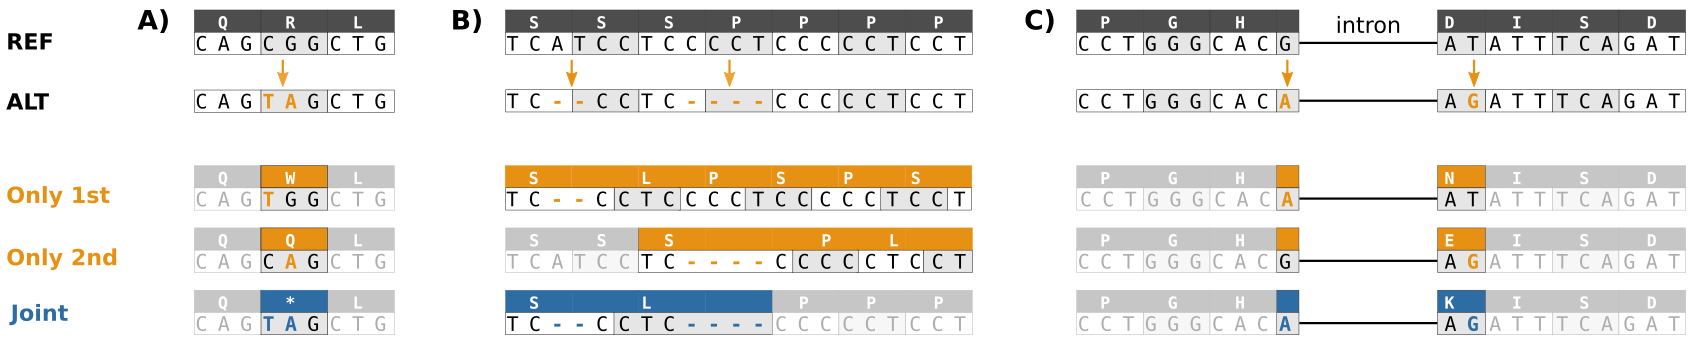 A) Q R L B) S S S P P P P C) P G H intron D I S D
REF C A G C G G C T G T C A T C C T C C C C T C C C C C T C C T C C T G G G C A C G A T A T T T C A G A T
ALT C A G T A G C T G T C - - C C T C - - - - C C C C C T C C T C C T G G G C A C A A G A T T T C A G A T
Q W L S L P S P S P G H N I S D
Only 1st C A G T G G C T G T C - - C C T C C C C T C C C C C T C C T C C T G G G C A C A A T A T T T C A G A T
Q Q L S S S P L P G H E I S D
Only 2nd C A G C A G C T G T C A T C C T C - - - - C C C C C T C C T C C T G G G C A C G A G A T T T C A G A T
Q * L S L P P P P G H K I S D
Joint C A G T A G C T G T C - - C C T C - - - - C C C C C T C C T C C T G G G C A C A A G A T T T C A G A T